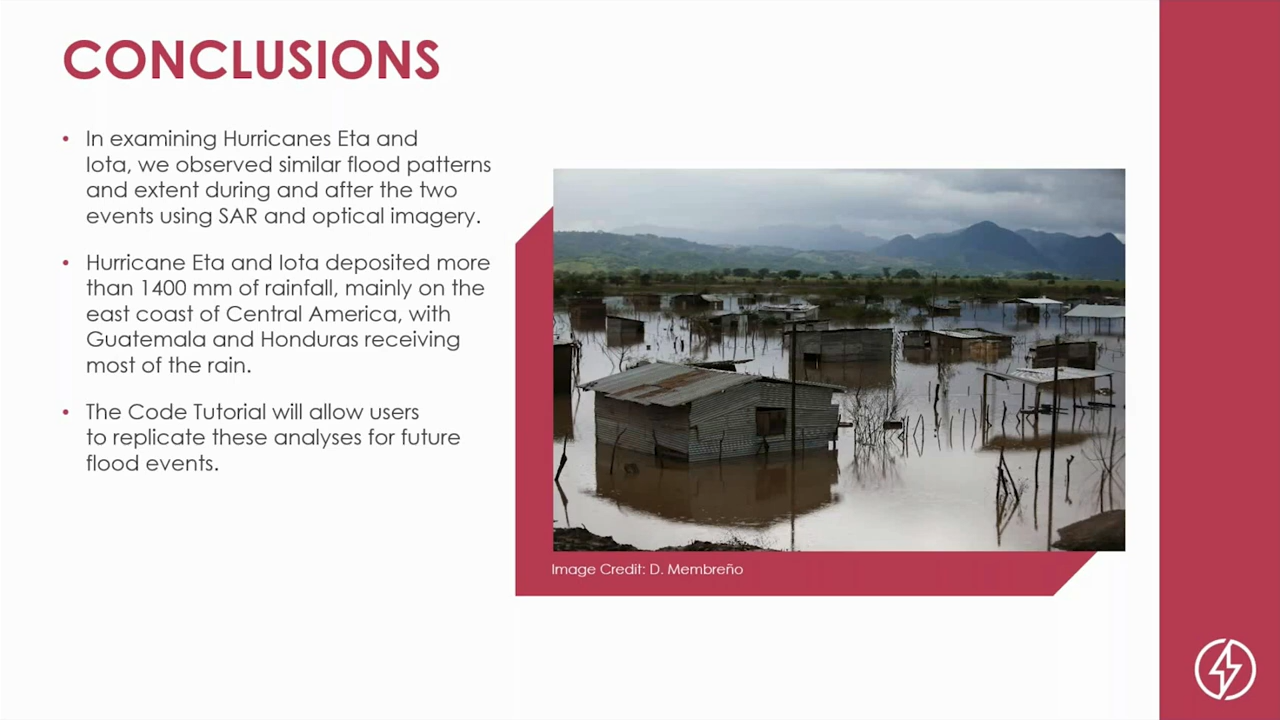 CONCLUSIONS
• In examining Hurricanes Eta and
Iota, we observed similar flood patterns
and extent during and after the two
events using SAR and optical imagery.
• Hurricane Eta and Iota deposited more
than 1400 mm of rainfall, mainly on the
east coast of Central America, with
Guatemala and Honduras receiving
most of the rain.
• The Code Tutorial will allow users
to replicate these analyses for future
flood events.
Image Credit: D. Membreño